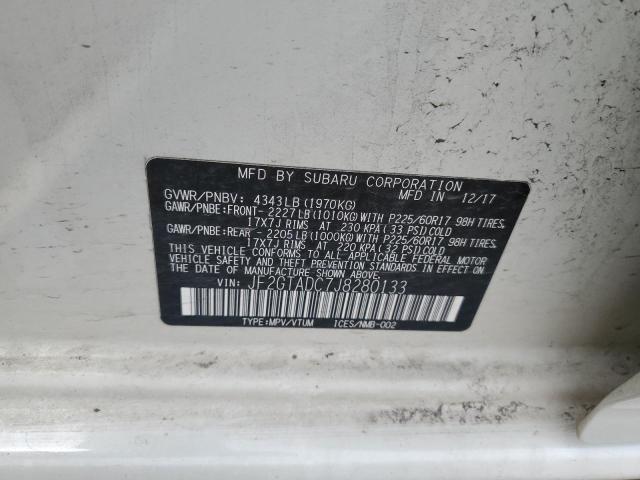 MFD BY SUBARU CORPORATION
GVWR/PNBV: 4343LB(1970KG) MFD IN 12/17
GAWR/PNBE:FRONT-2227LB(1010KG)WITH P225/60R17 98H TIRES,
17X7J RIMS AT 230 KPA(33 PSI)COLD
GAWR/PNBE:REAR -2205LB(1000KG)WITH P225/60R17 98H TIRES,
17X7J RIMS AT 220 KPA(32 PSI)COLD
THIS VEHICLE CONFORMS TO ALL APPLICABLE FEDERAL MOTOR
VEHICLE SAFETY AND THEFT PREVENTION STANDARDS IN EFFECT
ON THE DATE OF MANUFACTURE SHOWN ABOVE.
VIN: JF2GTADC7J8280133
TYPE:MPV/VTUM ICES/NMB-002